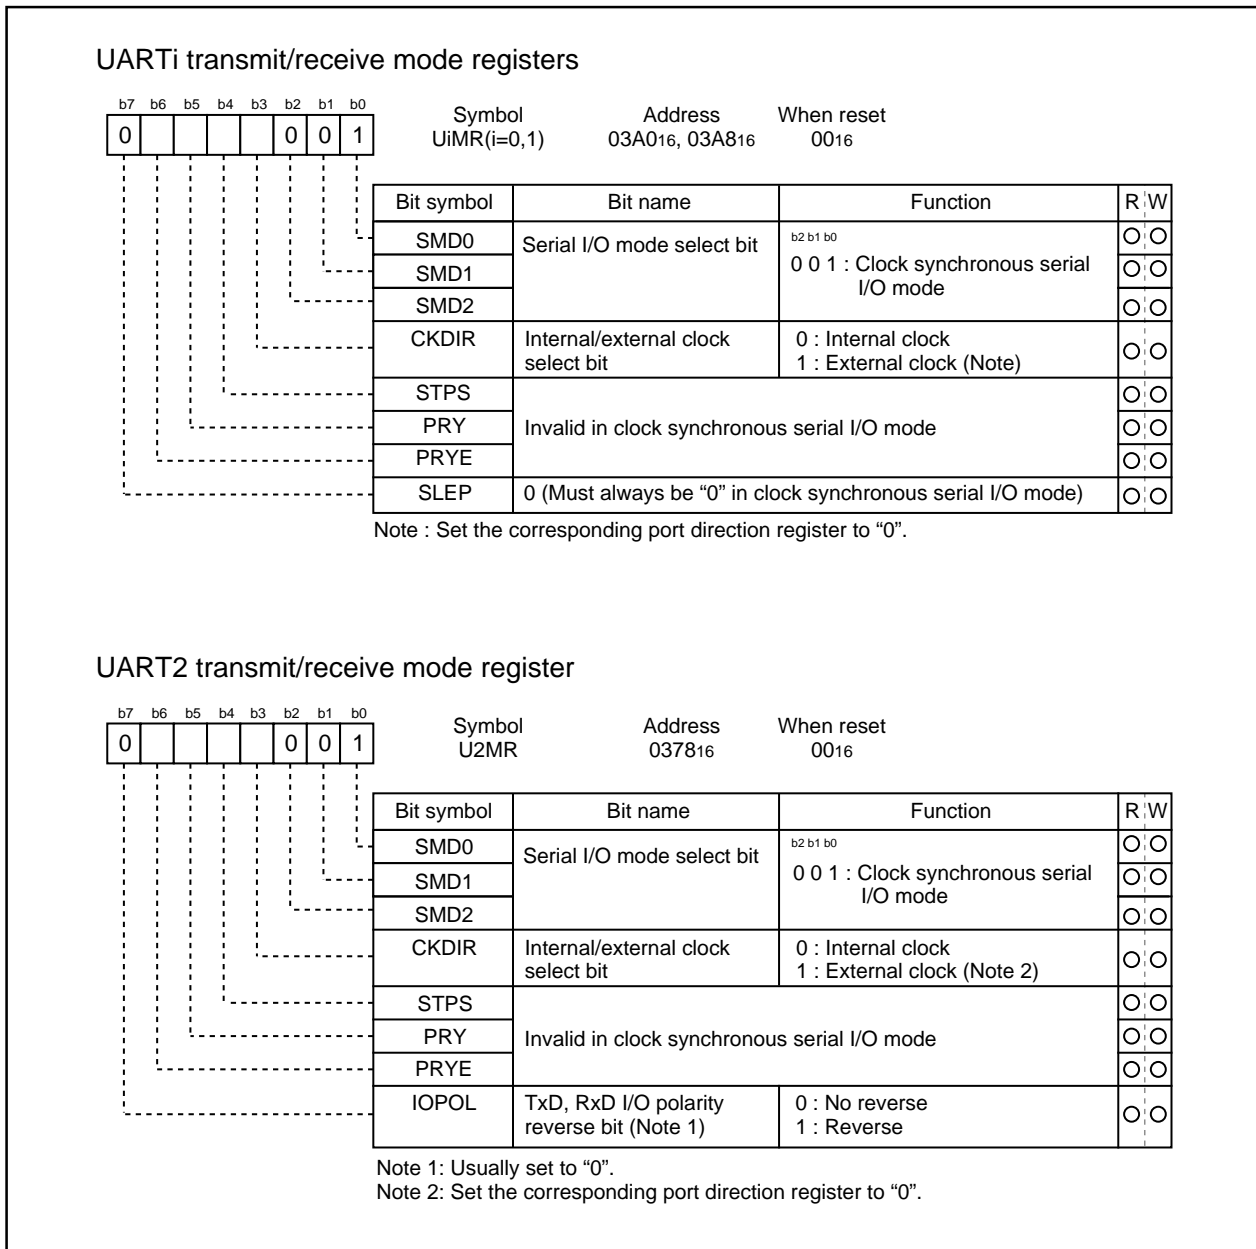 UARTi transmit/receive mode registers
b7 b6 b5 b4 b3 b2 b1 b0
0 0 0 1
Symbol Address When reset
UiMR(i=0,1) 03A016, 03A816 0016
Bit symbol Bit name Function R W
SMD0 Serial I/O mode select bit b2 b1 b0
SMD1 0 0 1 : Clock synchronous serial
I/O mode
SMD2
CKDIR Internal/external clock 0 : Internal clock
select bit 1 : External clock (Note)
STPS
PRY Invalid in clock synchronous serial I/O mode
PRYE
SLEP 0 (Must always be “0” in clock synchronous serial I/O mode)
Note : Set the corresponding port direction register to “0”.
UART2 transmit/receive mode register
b7 b6 b5 b4 b3 b2 b1 b0
0 0 0 1
Symbol Address When reset
U2MR 037816 0016
Bit symbol Bit name Function R W
SMD0 Serial I/O mode select bit b2 b1 b0
SMD1 0 0 1 : Clock synchronous serial
I/O mode
SMD2
CKDIR Internal/external clock 0 : Internal clock
select bit 1 : External clock (Note 2)
STPS
PRY Invalid in clock synchronous serial I/O mode
PRYE
IOPOL TxD, RxD I/O polarity 0 : No reverse
reverse bit (Note 1) 1 : Reverse
Note 1: Usually set to “0”.
Note 2: Set the corresponding port direction register to “0”.